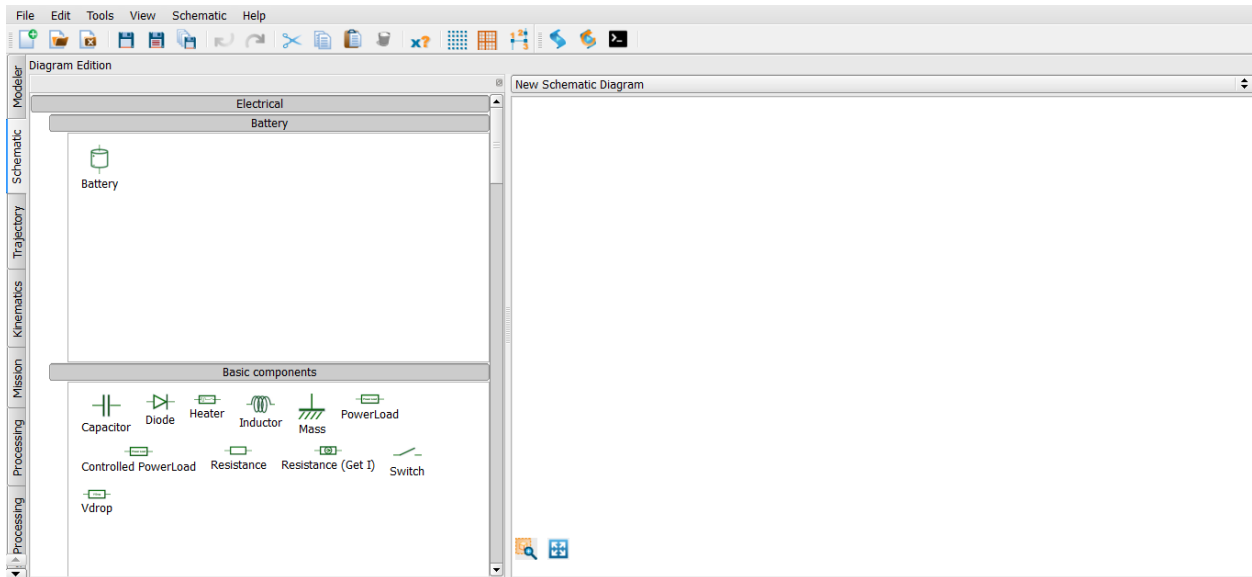 File Edit Tools View Schematic Help
x?
Diagram Edition
New Schematic Diagram
Modeler
Schematic
Trajectory
Kinematics
Mission
Processing
Processing
Electrical
Battery
Battery
Basic components
Capacitor Diode Heater Inductor Mass PowerLoad
Controlled PowerLoad Resistance Resistance (Get I) Switch
Vdrop